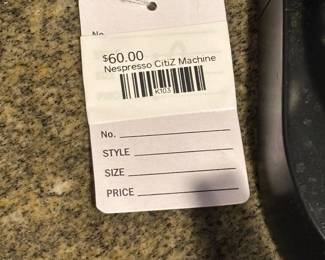 No.
$60.00
Nespresso CitiZ Machine
K103
No.
STYLE
SIZE
PRICE